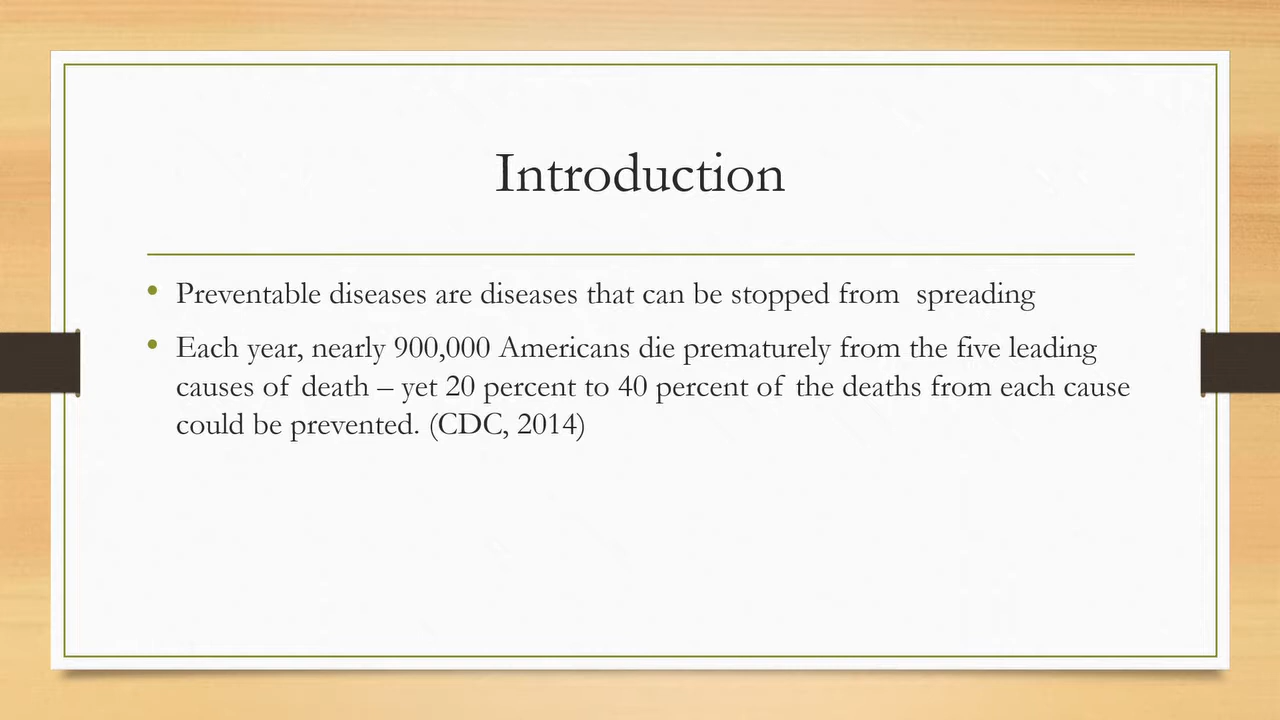 Introduction
• Preventable diseases are diseases that can be stopped from  spreading
• Each year, nearly 900,000 Americans die prematurely from the five leading
causes of death – yet 20 percent to 40 percent of the deaths from each cause
could be prevented. (CDC, 2014)